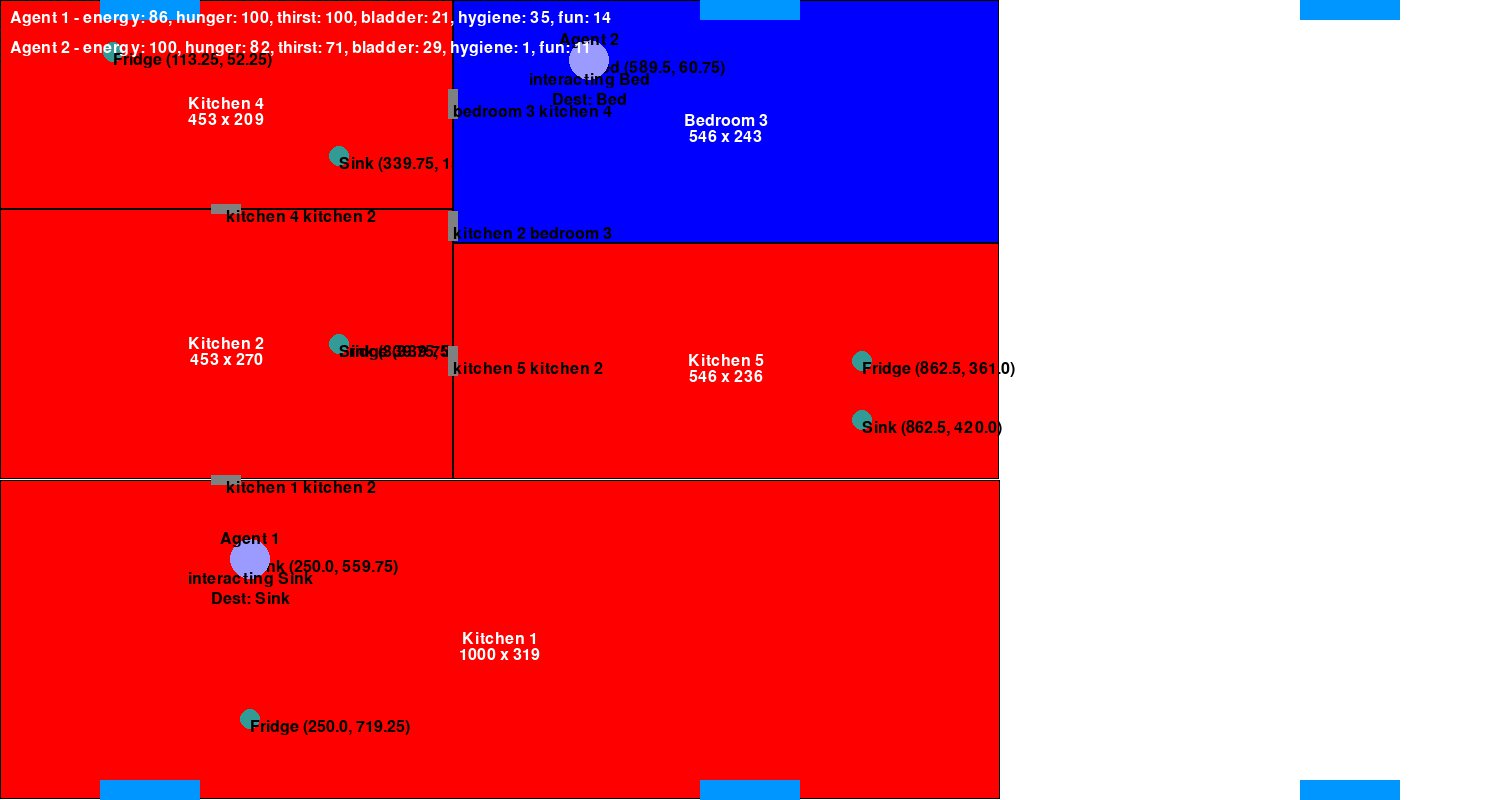 Agent 1 - energy: 86, hunger: 100, thirst: 100, bladder: 21, hygiene: 35, fun: 14
Agent 2 - energy: 100, hunger: 82, thirst: 71, bladder: 29, hygiene: 1, fun: 11
Fridge (113.25, 52.25)
Agent 2
(589.5, 60.75)
interacting Bed
Dest: Bed
Kitchen 4
453 x 209
bedroom 3 kitchen 4
Bedroom 3
546 x 243
Sink (339.75, 1
kitchen 4 kitchen 2
kitchen 2 bedroom 3
Kitchen 2
453 x 270
kitchen 5 kitchen 2
Kitchen 5
546 x 236
Fridge (862.5, 361.0)
Sink (862.5, 420.0)
kitchen 1 kitchen 2
Agent 1
(250.0, 559.75)
interacting Sink
Dest: Sink
Kitchen 1
1000 x 319
Fridge (250.0, 719.25)